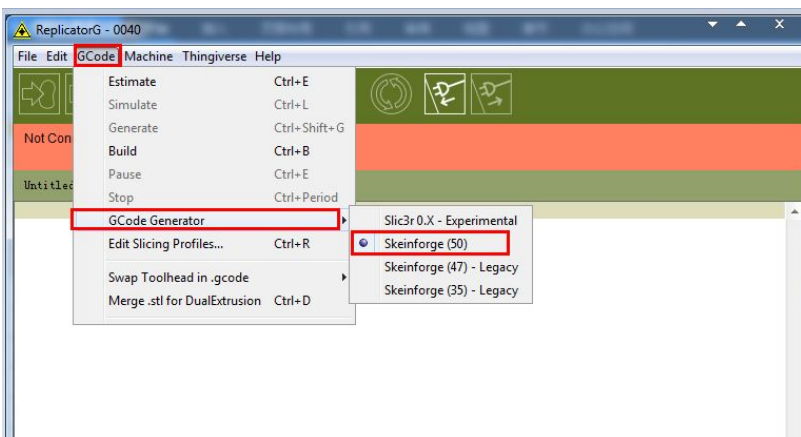 ReplicatorG - 0040
File Edit GCode Machine Thingiverse Help
Estimate Ctrl+E
Simulate Ctrl+L
Generate Ctrl+Shift+G
Not Con
Build Ctrl+B
Pause Ctrl+E
Untitled
Stop Ctrl+Period
GCode Generator
Slic3r 0.X - Experimental
Edit Slicing Profiles... Ctrl+R
Skeinforge (50)
Swap Toolhead in .gcode
Skeinforge (47) - Legacy
Merge .stl for DualExtrusion Ctrl+D
Skeinforge (35) - Legacy